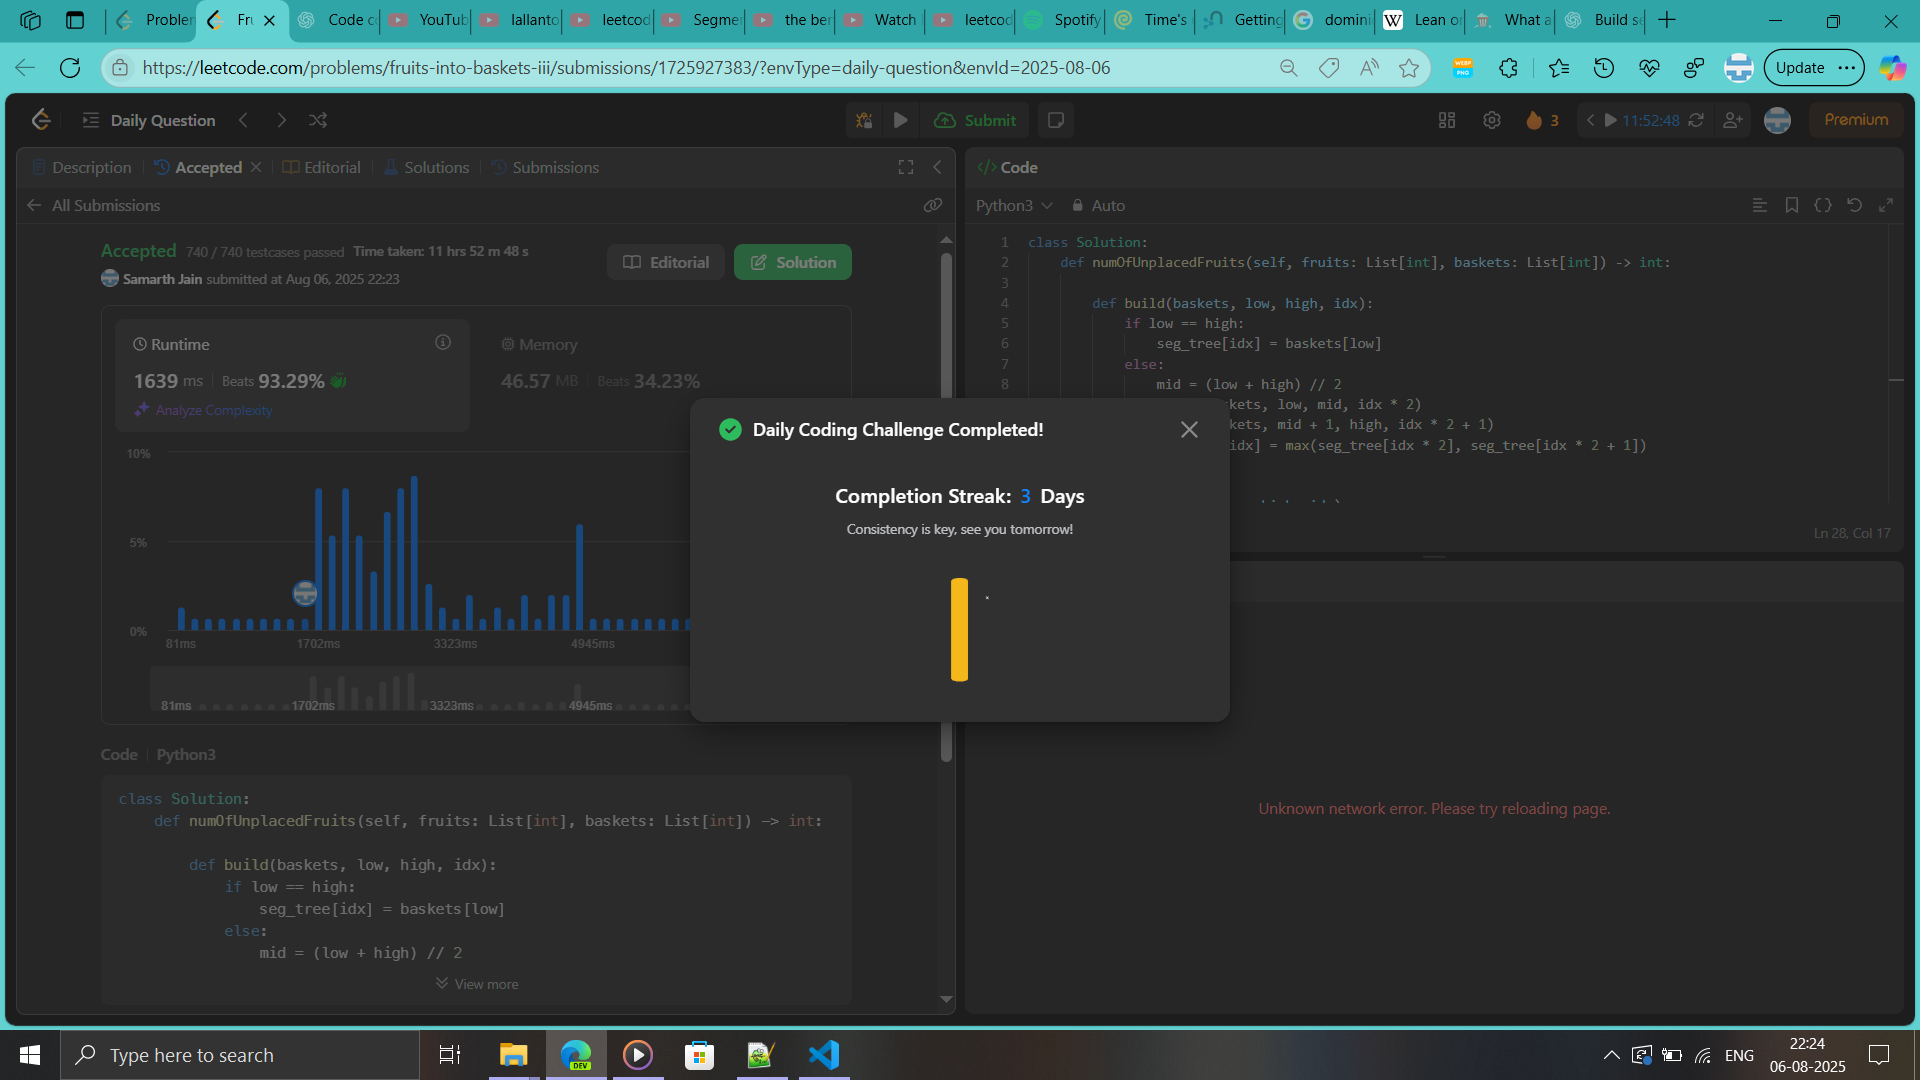 Problem
Fru
Code co
YouTub
lallanto
leetcod
Segmen
the ber
Watch
leetcod
Spotify
Time's
Getting
domini
W
Lean or
What a
Build se
https://leetcode.com/problems/fruits-into-baskets-iii/submissions/1725927383/?envType=daily-question&envId=2025-08-06
WEBP
PNG
Update
Daily Question
Submit
3
11:52:48
Premium
Description
Accepted
Editorial
Solutions
Submissions
All Submissions
Accepted 740 / 740 testcases passed Time taken: 11 hrs 52 m 48 s
Samarth Jain submitted at Aug 06, 2025 22:23
Editorial
Solution
Runtime
1639 ms Beats 93.29%
Analyze Complexity
Memory
46.57 MB Beats 34.23%
10%
5%
0%
81ms 1702ms 3323ms 4945ms
81ms 1702ms 3323ms 4945ms
Code Python3
class Solution:
def numOfUnplacedFruits(self, fruits: List[int], baskets: List[int]) -> int:
def build(baskets, low, high, idx):
if low == high:
seg_tree[idx] = baskets[low]
else:
mid = (low + high) // 2
View more
Code
Python3
Auto
1 class Solution:
2 def numOfUnplacedFruits(self, fruits: List[int], baskets: List[int]) -> int:
3
4 def build(baskets, low, high, idx):
5 if low == high:
6 seg_tree[idx] = baskets[low]
7 else:
8 mid = (low + high) // 2
kets, low, mid, idx * 2)
kets, mid + 1, high, idx * 2 + 1)
idx] = max(seg_tree[idx * 2], seg_tree[idx * 2 + 1])
Ln 28, Col 17
Daily Coding Challenge Completed!
Completion Streak: 3 Days
Consistency is key, see you tomorrow!
Unknown network error. Please try reloading page.
Type here to search
DEV
ENG
22:24
06-08-2025